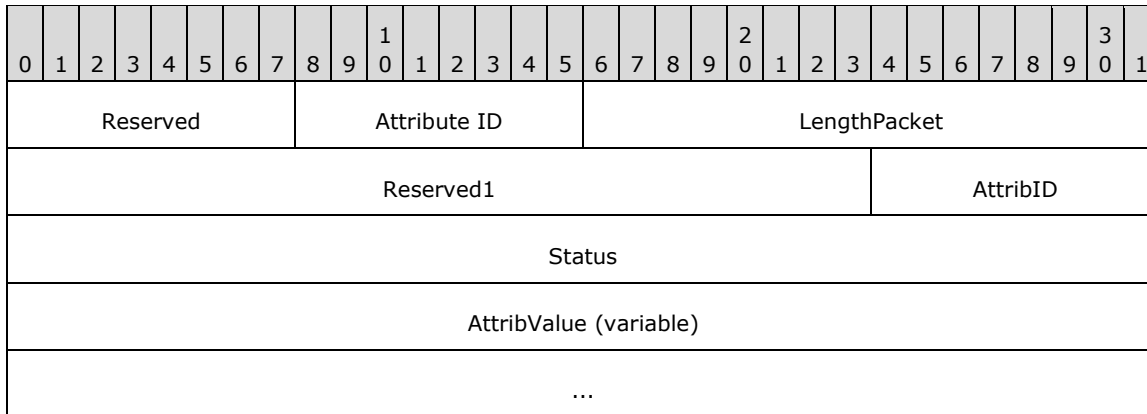 1 2 3
0 1 2 3 4 5 6 7 8 9 0 1 2 3 4 5 6 7 8 9 0 1 2 3 4 5 6 7 8 9 0 1
Reserved Attribute ID LengthPacket
Reserved1 AttribID
Status
AttribValue (variable)
...